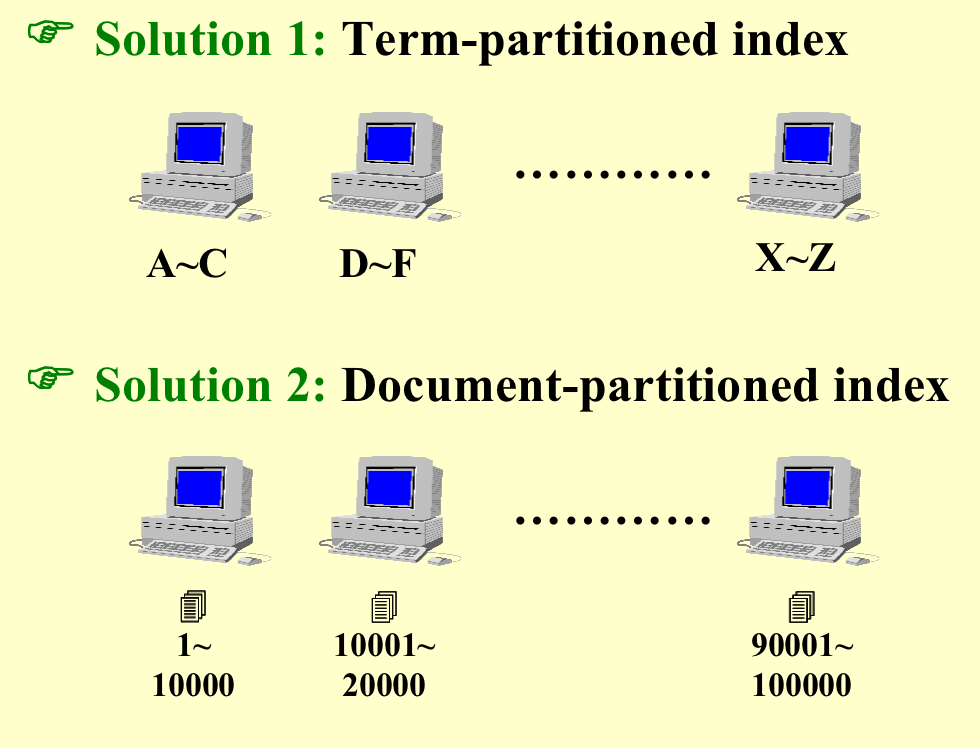 ☞ Solution 1: Term-partitioned index
............
A~C D~F X~Z
☞ Solution 2: Document-partitioned index
............
1~ 10001~ 90001~
10000 20000 100000